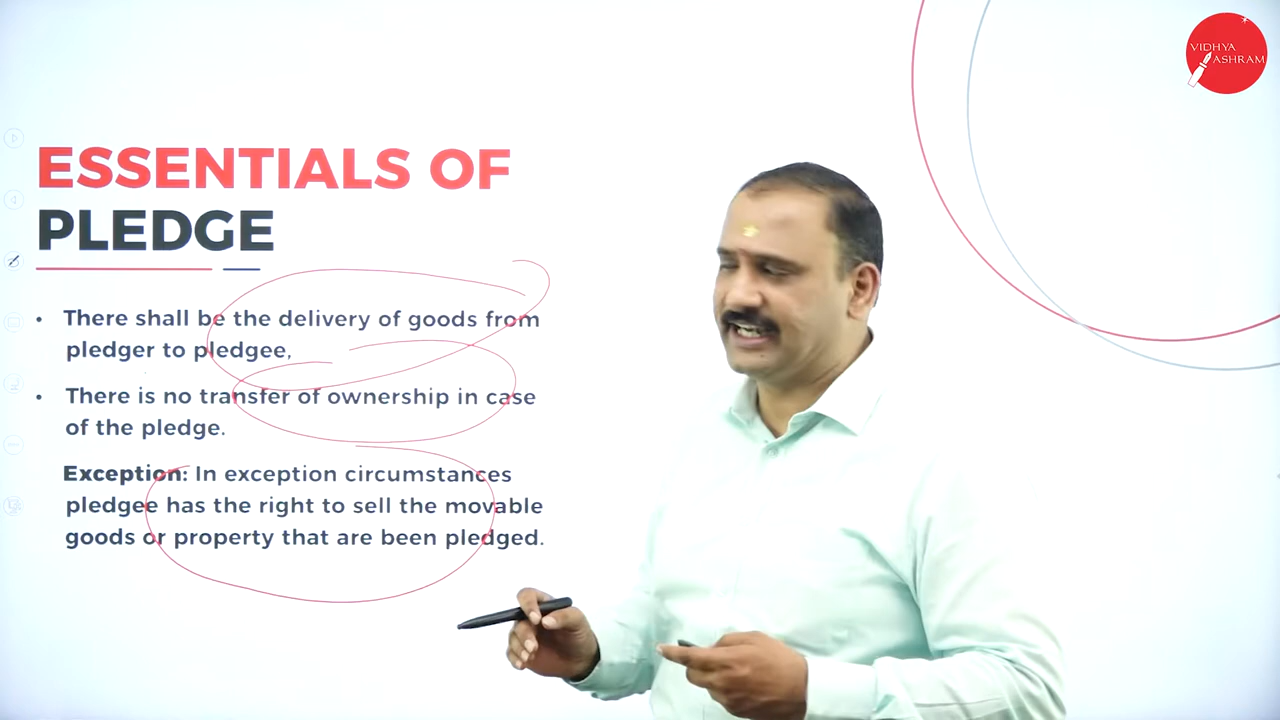 VIDHYA
ASHRAM
ESSENTIALS OF
PLEDGE
• There shall be the delivery of goods from
pledger to pledgee,
• There is no transfer of ownership in case
of the pledge.
Exception: In exception circumstances
pledgee has the right to sell the movable
goods or property that are been pledged.